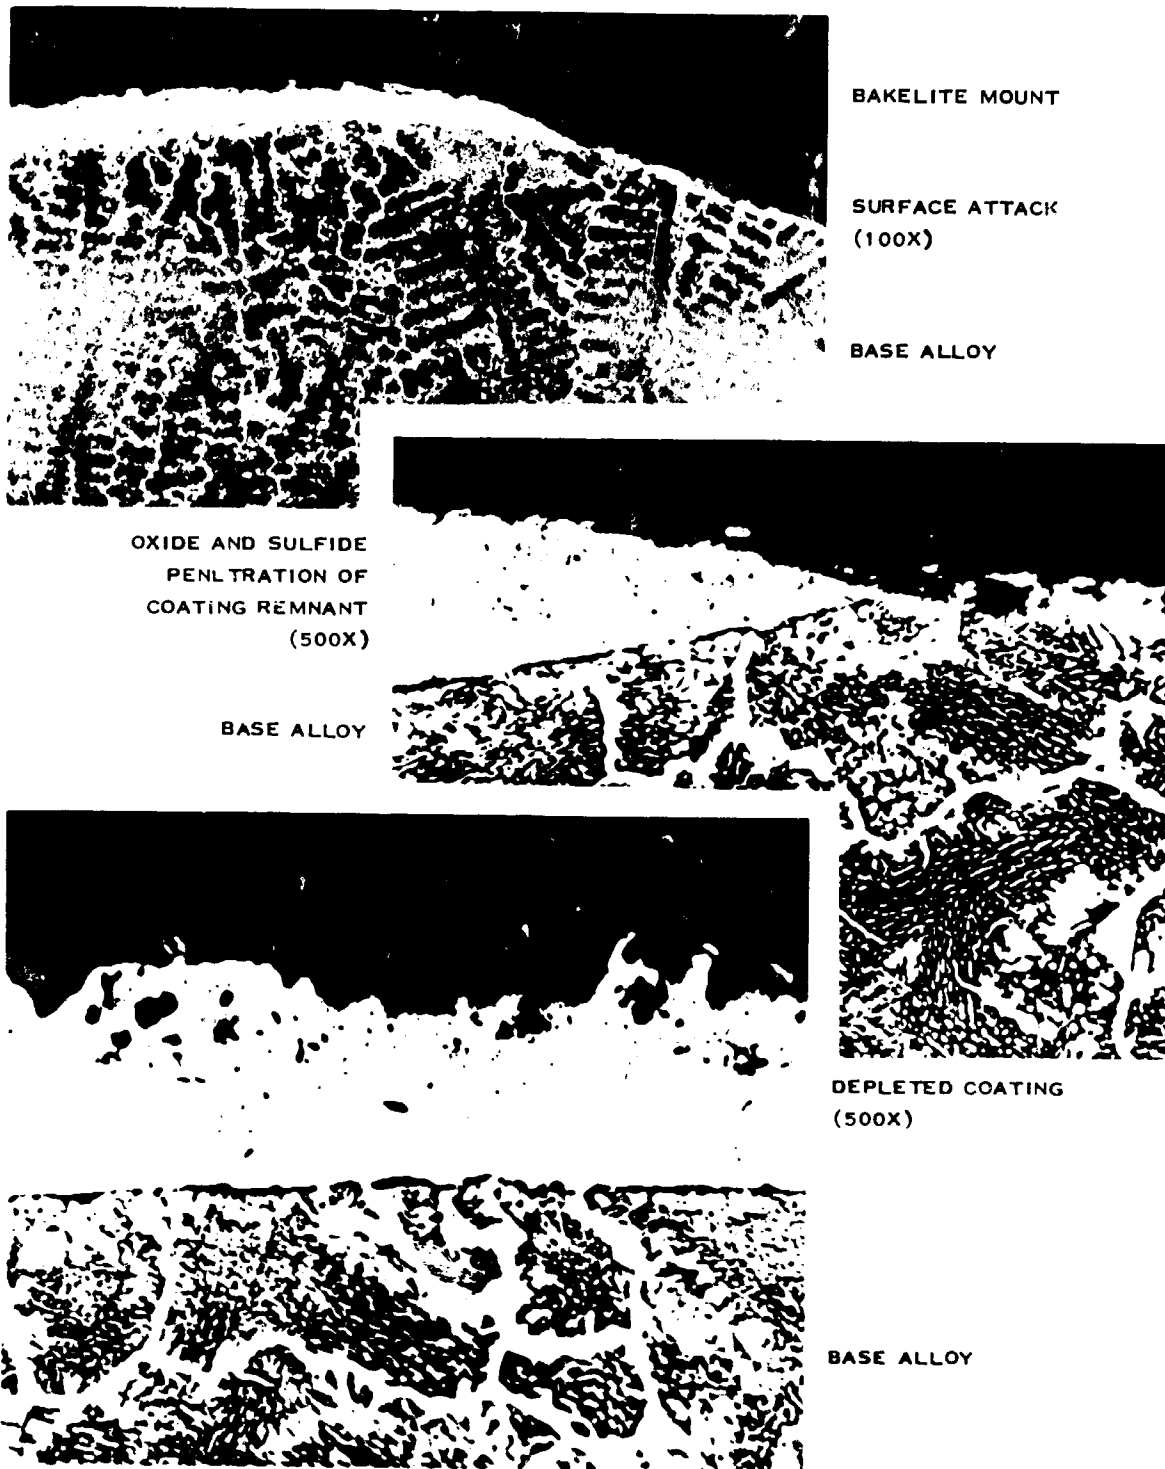 BAKELITE MOUNT
SURFACE ATTACK
(100X)
BASE ALLOY
OXIDE AND SULFIDE
PENLTRATION OF
COATING REMNANT
(500X)
BASE ALLOY
DEPLETED COATING
(500X)
BASE ALLOY